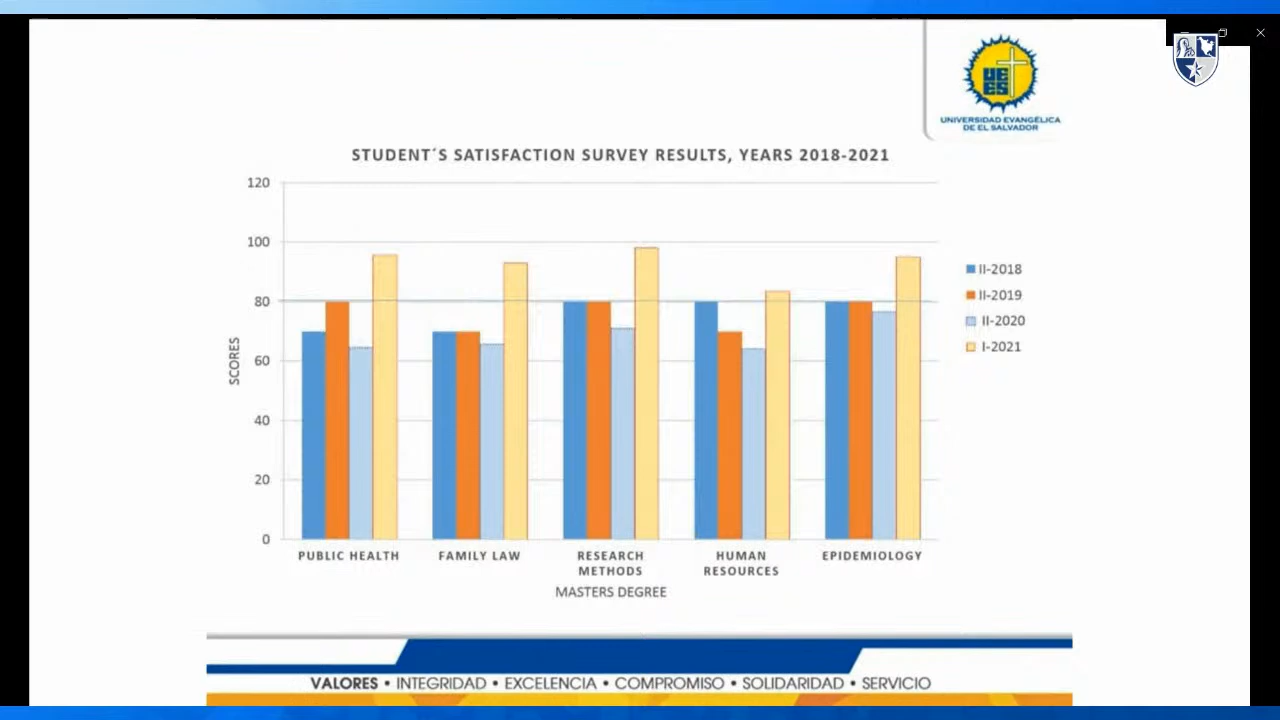 UEES
UNIVERSIDAD EVANGÉLICA
DE EL SALVADOR
STUDENT´S SATISFACTION SURVEY RESULTS, YEARS 2018-2021
120
100
80
60
40
20
0
SCORES
II-2018
II-2019
II-2020
I-2021
PUBLIC HEALTH
FAMILY LAW
RESEARCH
METHODS
HUMAN
RESOURCES
EPIDEMIOLOGY
MASTERS DEGREE
VALORES • INTEGRIDAD • EXCELENCIA • COMPROMISO • SOLIDARIDAD • SERVICIO